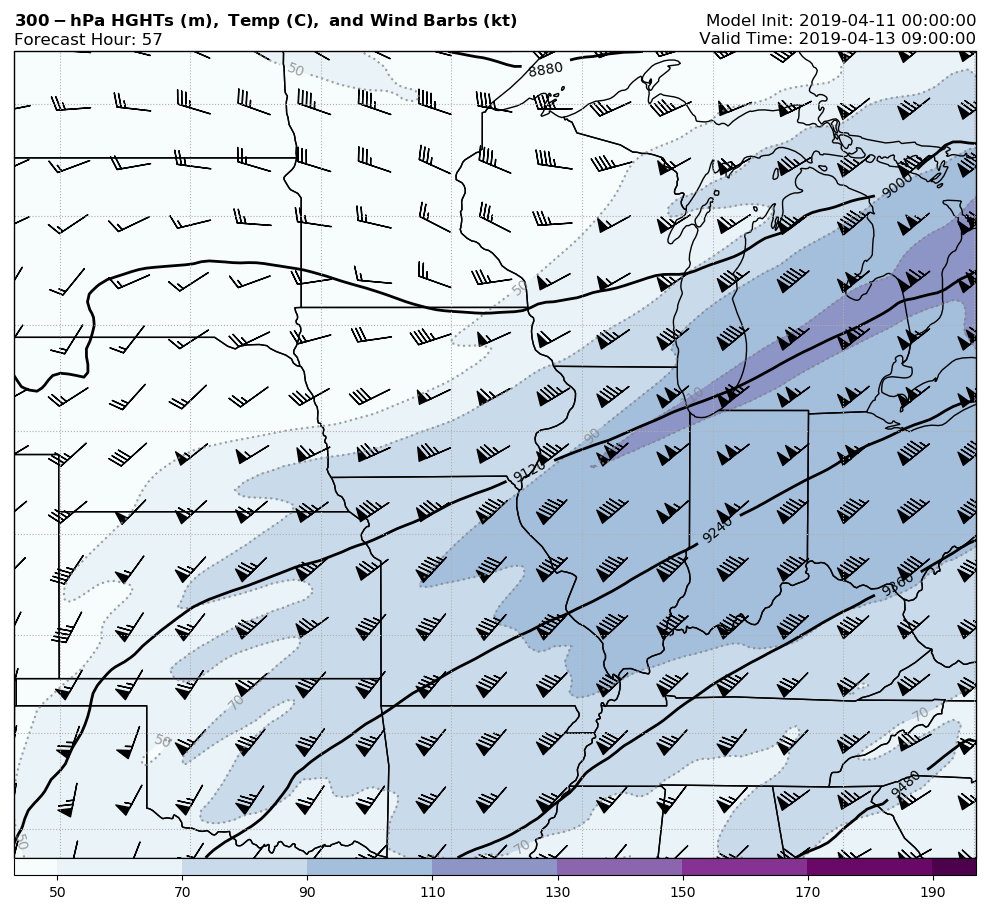 300 − hPa HGHTs (m), Temp (C), and Wind Barbs (kt)
Model Init: 2019-04-11 00:00:00
Forecast Hour: 57
Valid Time: 2019-04-13 09:00:00
50
8880
9000
50
90
9120
9240
9360
70
50
70
9480
50
70
50 70 90 110 130 150 170 190